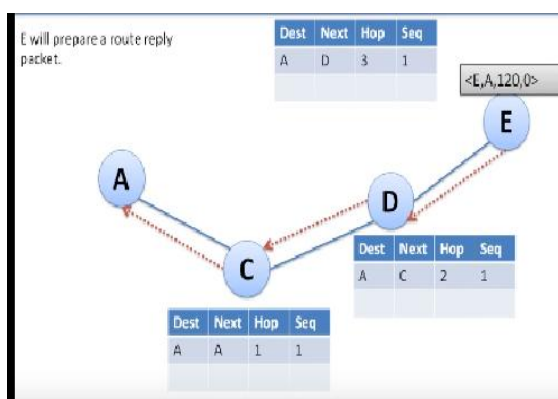 E will prepare a route reply
packet.
Dest Next Hop Seq
A D 3 1
<E,A,120,0>
E
A
D
C
Dest Next Hop Seq
A C 2 1
Dest Next Hop Seq
A A 1 1